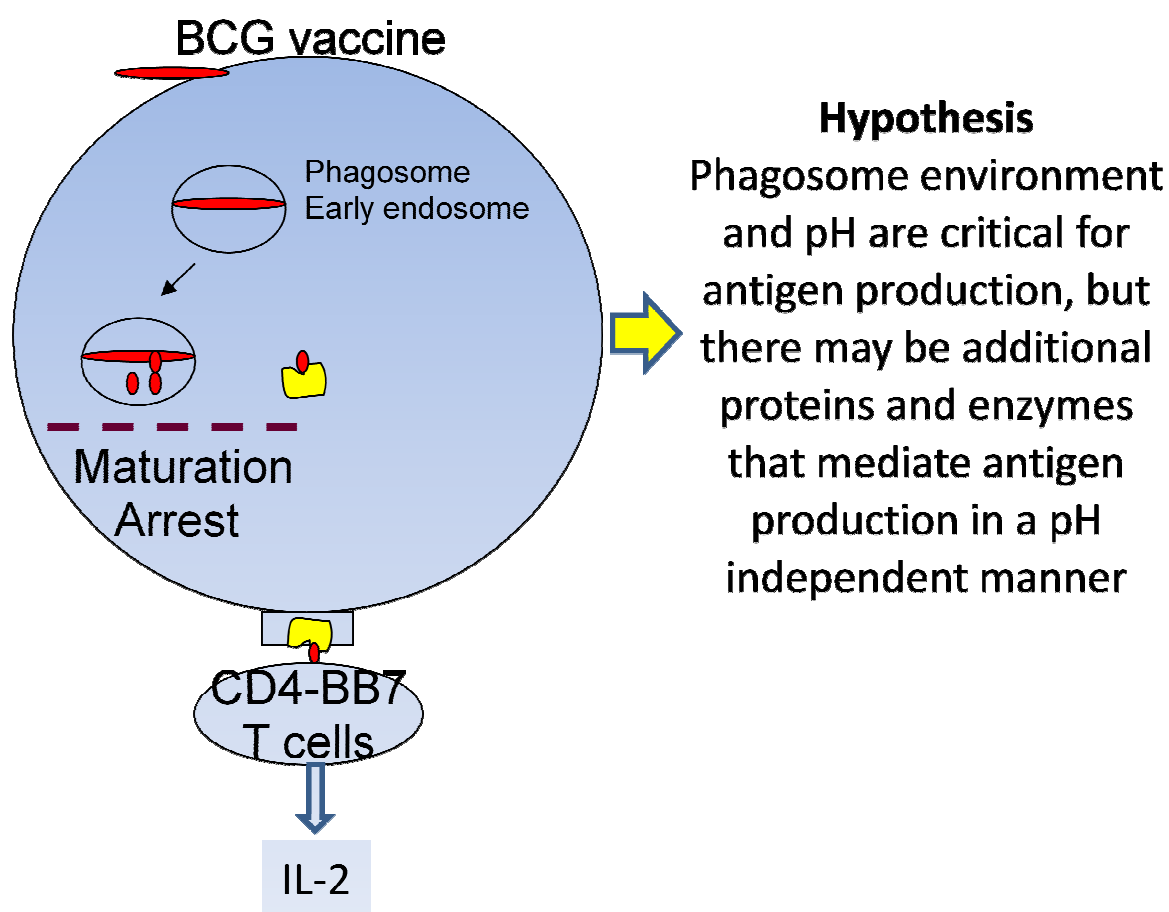 BCG vaccine
Phagosome
Early endosome
Maturation
Arrest
CD4-BB7
T cells
IL-2
Hypothesis
Phagosome environment
and pH are critical for
antigen production, but
there may be additional
proteins and enzymes
that mediate antigen
production in a pH
independent manner